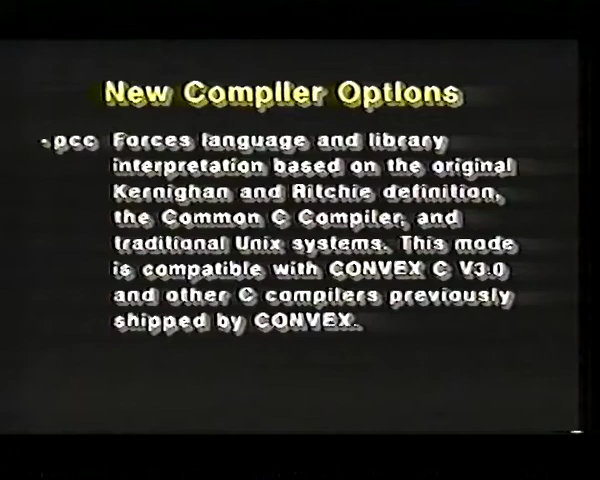 New Compiler Options
-pcc Forces language and library
interpretation based on the original
Kernighan and Ritchie definition,
the Common C Compiler, and
traditional Unix systems. This mode
is compatible with CONVEX C V3.0
and other C compilers previously
shipped by CONVEX.